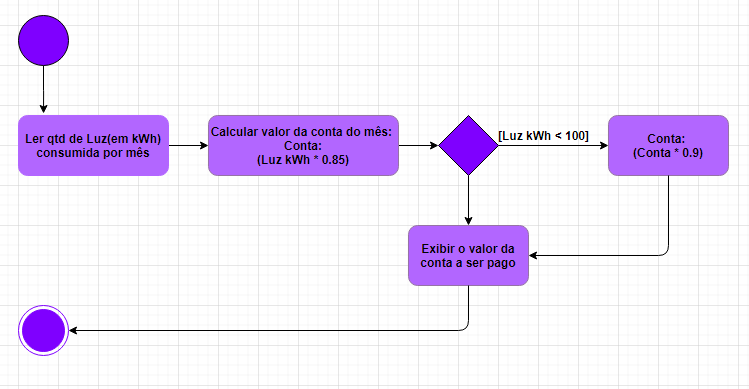 Ler qtd de Luz(em kWh)
consumida por mês
Calcular valor da conta do mês:
Conta:
(Luz kWh * 0.85)
[Luz kWh < 100]
Conta:
(Conta * 0.9)
Exibir o valor da
conta a ser pago